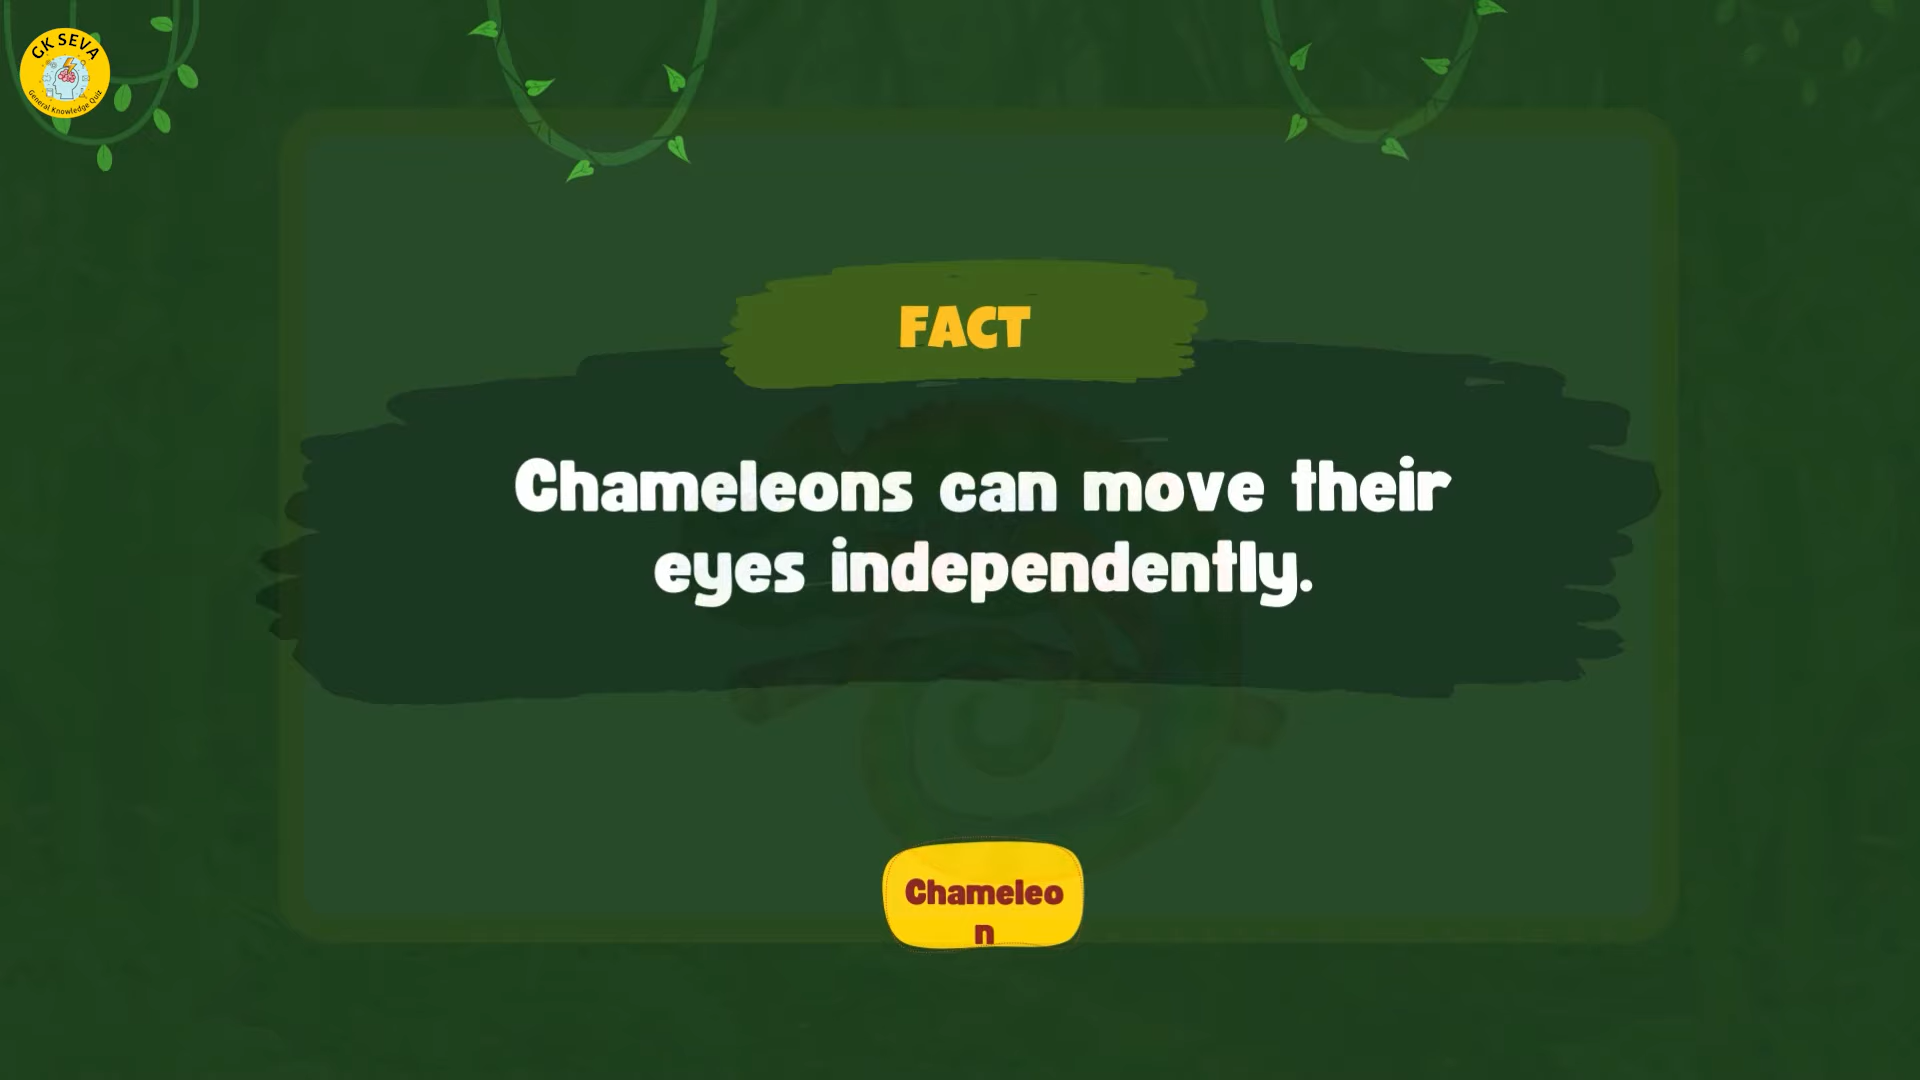 GK SEVA
General Knowledge Quiz
FACT
Chameleons can move their
eyes independently.
Chameleo
n